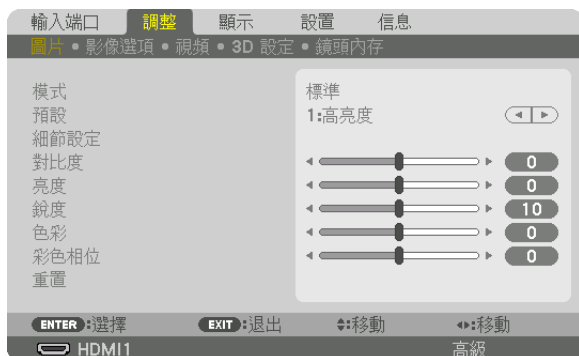 輸入端口 調整 顯示 設置 信息
圖片 • 影像選項 • 視頻 • 3D 設定 • 鏡頭內存
模式 標準
預設 1:高亮度
細節設定
對比度 0
亮度 0
銳度 10
色彩 0
彩色相位 0
重置
ENTER :選擇 EXIT :退出 :移動 :移動
HDMI1 高級